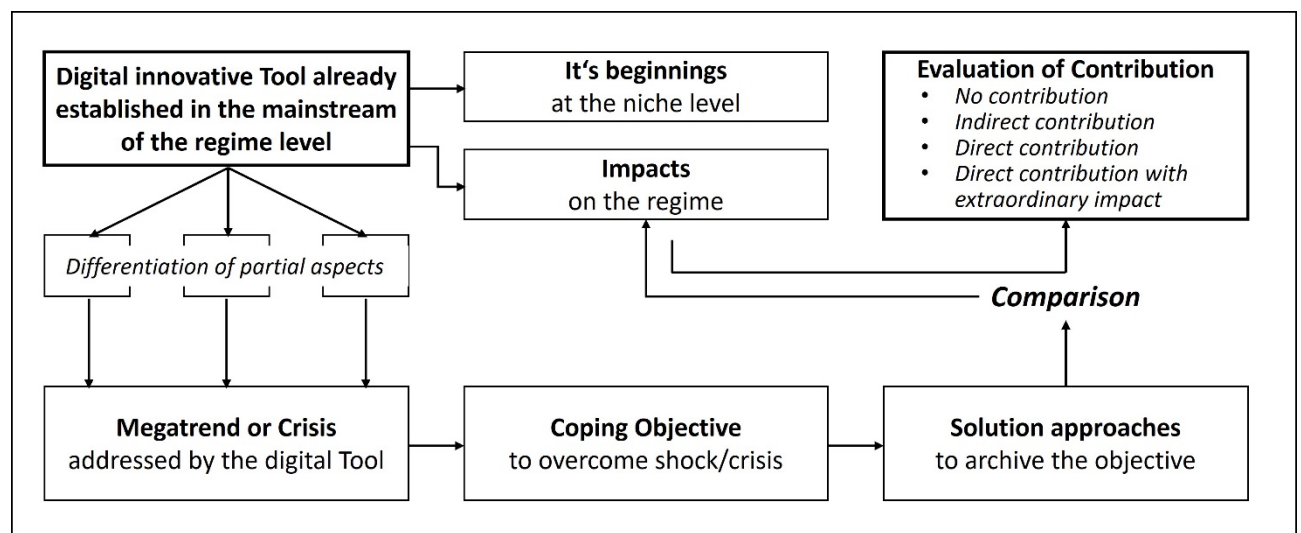 Digital innovative Tool already
established in the mainstream
of the regime level
It‘s beginnings
at the niche level
Impacts
on the regime
Evaluation of Contribution
• No contribution
• Indirect contribution
• Direct contribution
• Direct contribution with
extraordinary impact
Differentiation of partial aspects
Comparison
Megatrend or Crisis
addressed by the digital Tool
Coping Objective
to overcome shock/crisis
Solution approaches
to archive the objective